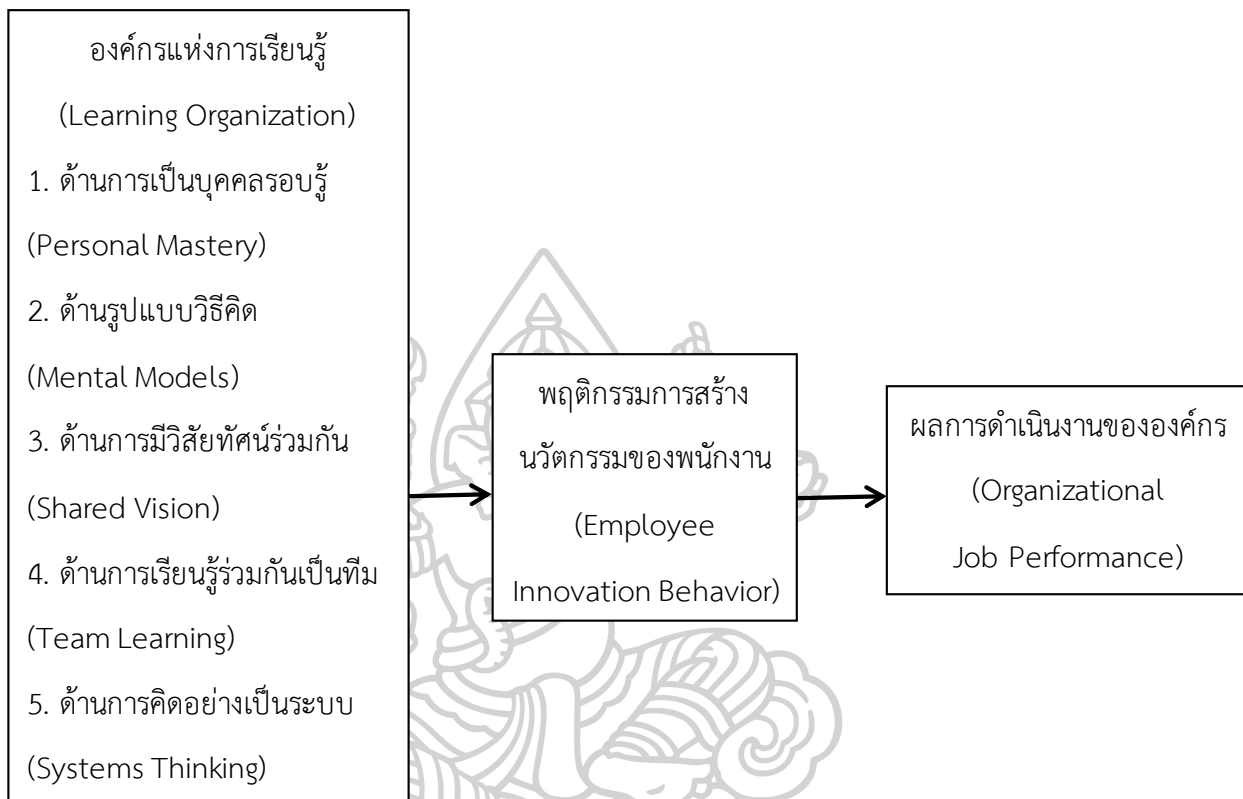 องค์กรแห่งการเรียนรู้
(Learning Organization)
1. ด้านการเป็นบุคคลรอบรู้
(Personal Mastery)
2. ด้านรูปแบบวิธีคิด
(Mental Models)
3. ด้านการมีวิสัยทัศน์ร่วมกัน
(Shared Vision)
4. ด้านการเรียนรู้ร่วมกันเป็นทีม
(Team Learning)
5. ด้านการคิดอย่างเป็นระบบ
(Systems Thinking)
พฤติกรรมการสร้าง
นวัตกรรมของพนักงาน
(Employee
Innovation Behavior)
ผลการดำเนินงานขององค์กร
(Organizational
Job Performance)